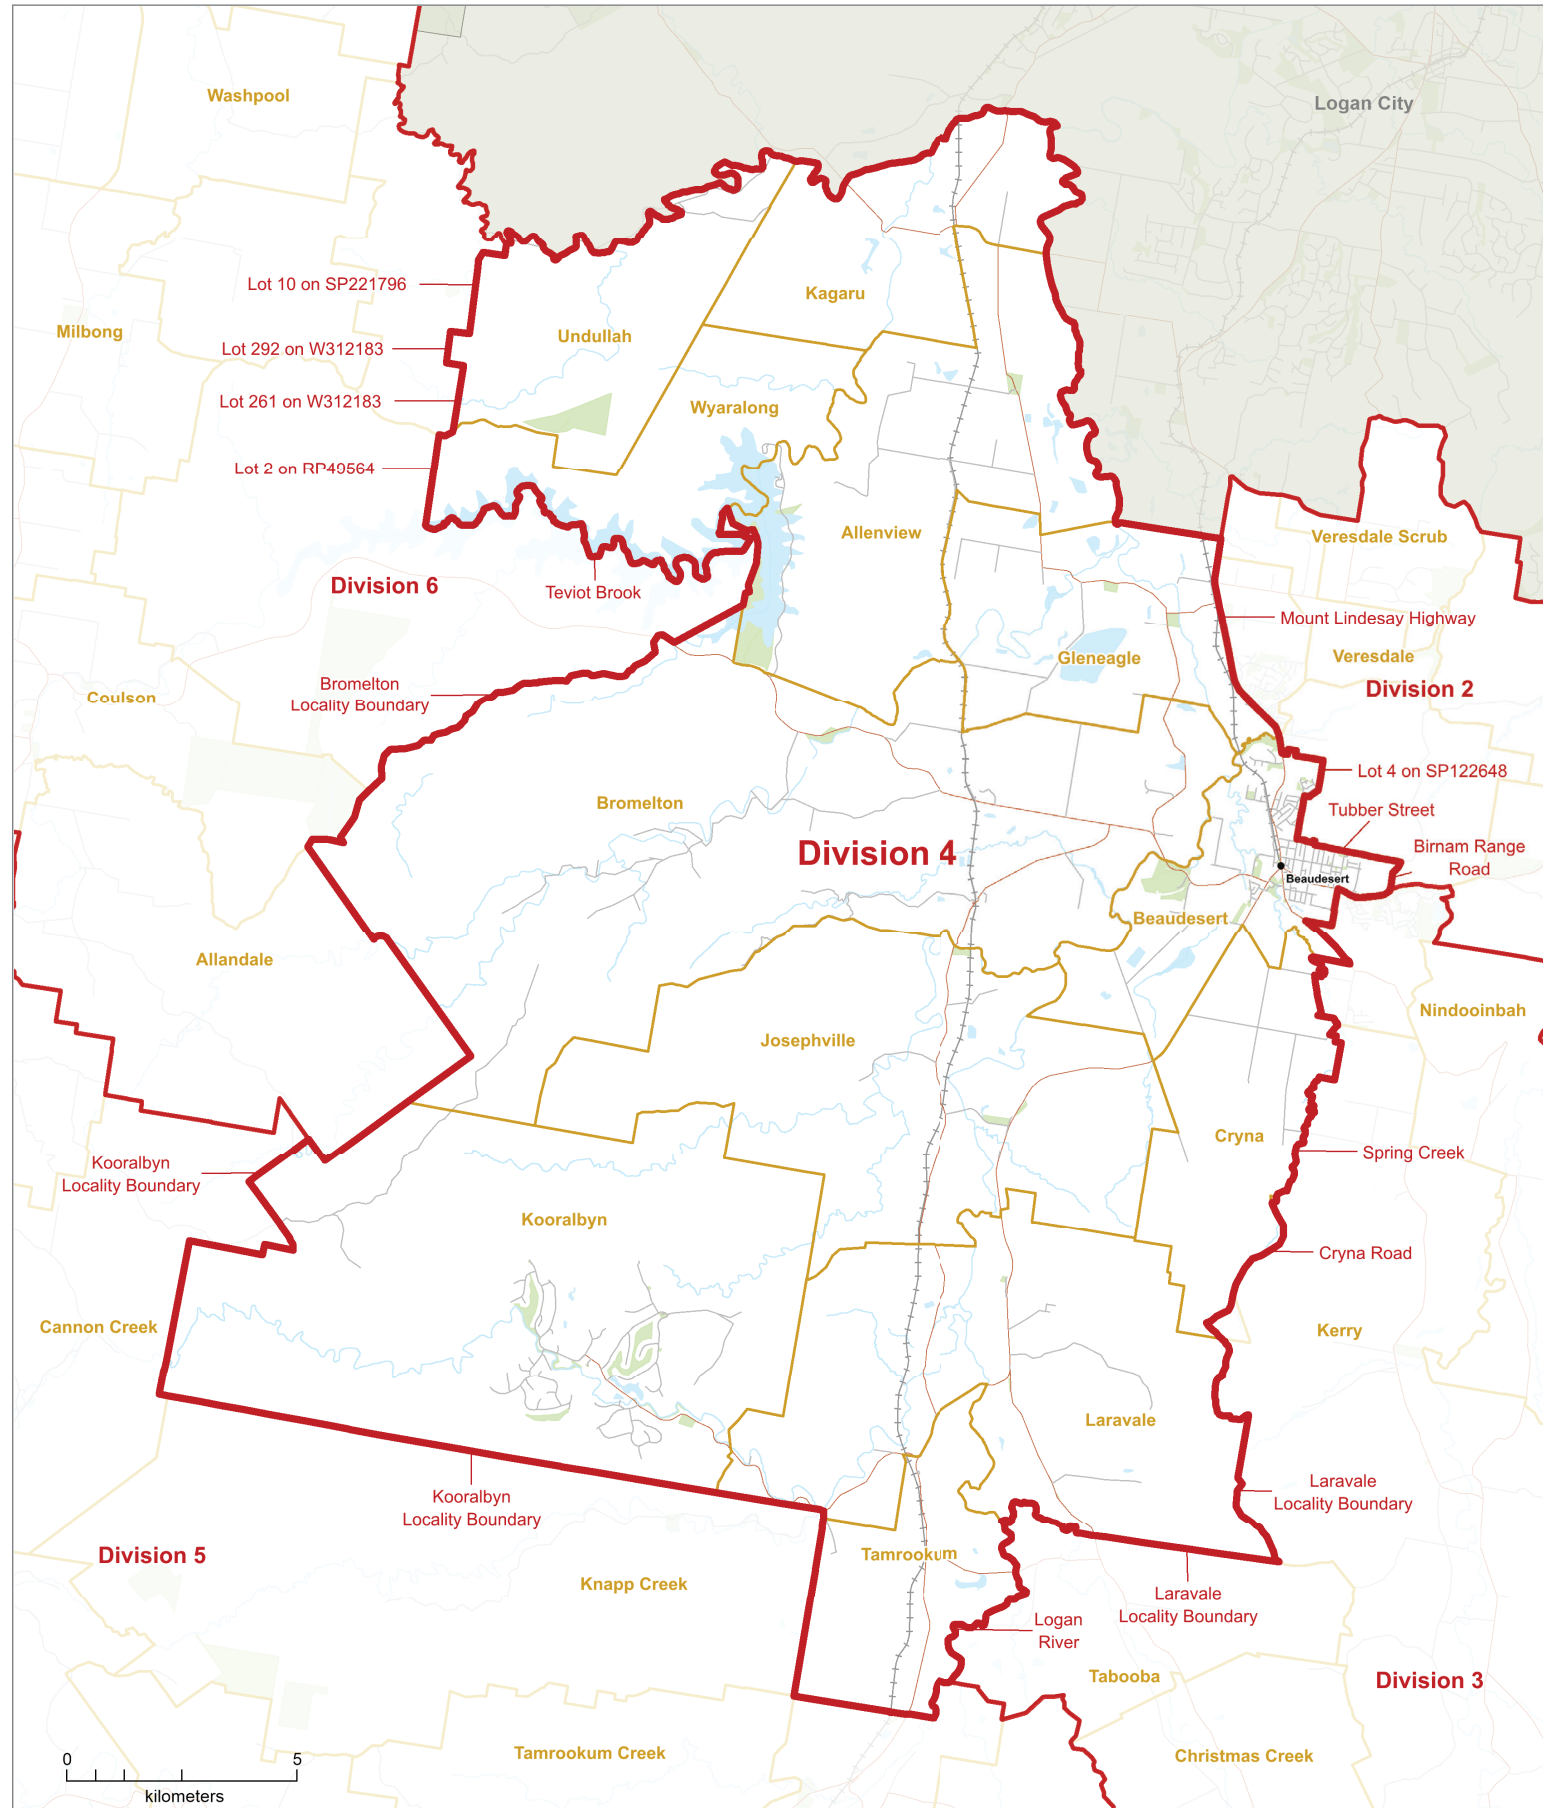 Washpool
Logan City
Lot 10 on SP221796
Kagaru
Milbong
Undullah
Lot 292 on W312183
Lot 261 on W312183
Wyaralong
Lot 2 on RP49564
Allenview
Veresdale Scrub
Division 6
Teviot Brook
Mount Lindesay Highway
Gleneagle
Veresdale
Bromelton
Locality Boundary
Coulson
Division 2
Lot 4 on SP122648
Bromelton
Tubber Street
Division 4
Birnam Range
Road
Beaudesert
Beaudesert
Allandale
Nindooinbah
Josephville
Cryna
Spring Creek
Kooralbyn
Locality Boundary
Kooralbyn
Cryna Road
Cannon Creek
Kerry
Laravale
Kooralbyn
Locality Boundary
Laravale
Locality Boundary
Division 5
Tamrookum
Knapp Creek
Laravale
Locality Boundary
Logan
River
Tabooba
Division 3
Tamrookum Creek
Christmas Creek
0 5
kilometers